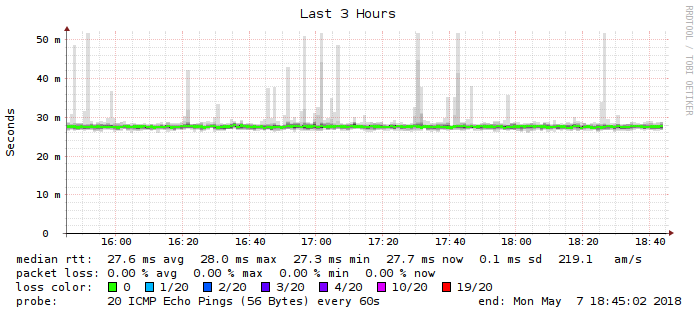 Last 3 Hours
RRDTOOL / TOBI OETIKER
Seconds
50 m
40 m
30 m
20 m
10 m
0
16:00 16:20 16:40 17:00 17:20 17:40 18:00 18:20 18:40
median rtt: 27.6 ms avg 28.0 ms max 27.3 ms min 27.7 ms now 0.1 ms sd 219.1 am/s
packet loss: 0.00 % avg 0.00 % max 0.00 % min 0.00 % now
loss color: 0 1/20 2/20 3/20 4/20 10/20 19/20
probe: 20 ICMP Echo Pings (56 Bytes) every 60s end: Mon May 7 18:45:02 2018